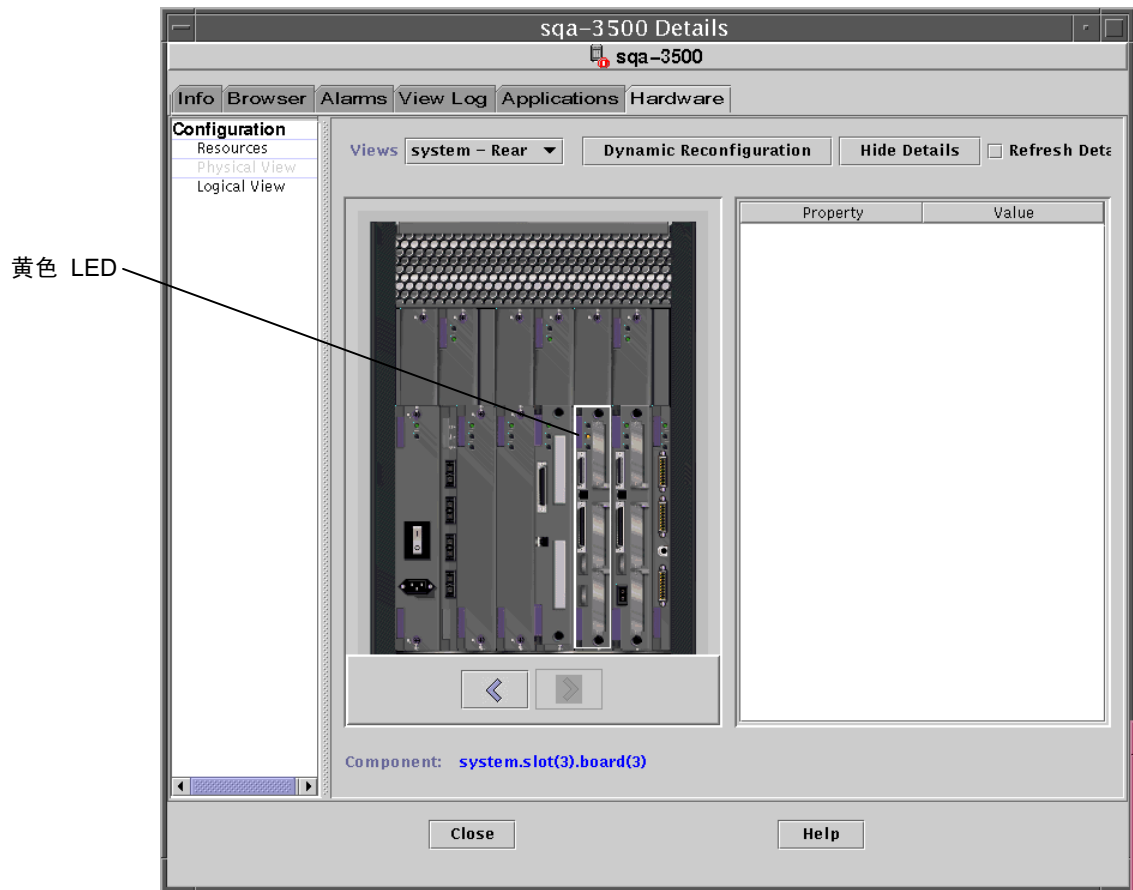 sqa–3500 Details
sqa–3500
Info Browser Alarms View Log Applications Hardware
Configuration
Resources
Physical View
Logical View
Views system – Rear Dynamic Reconfiguration Hide Details Refresh Deta
Property Value
黄色 LED
Component: system.slot(3).board(3)
Close Help